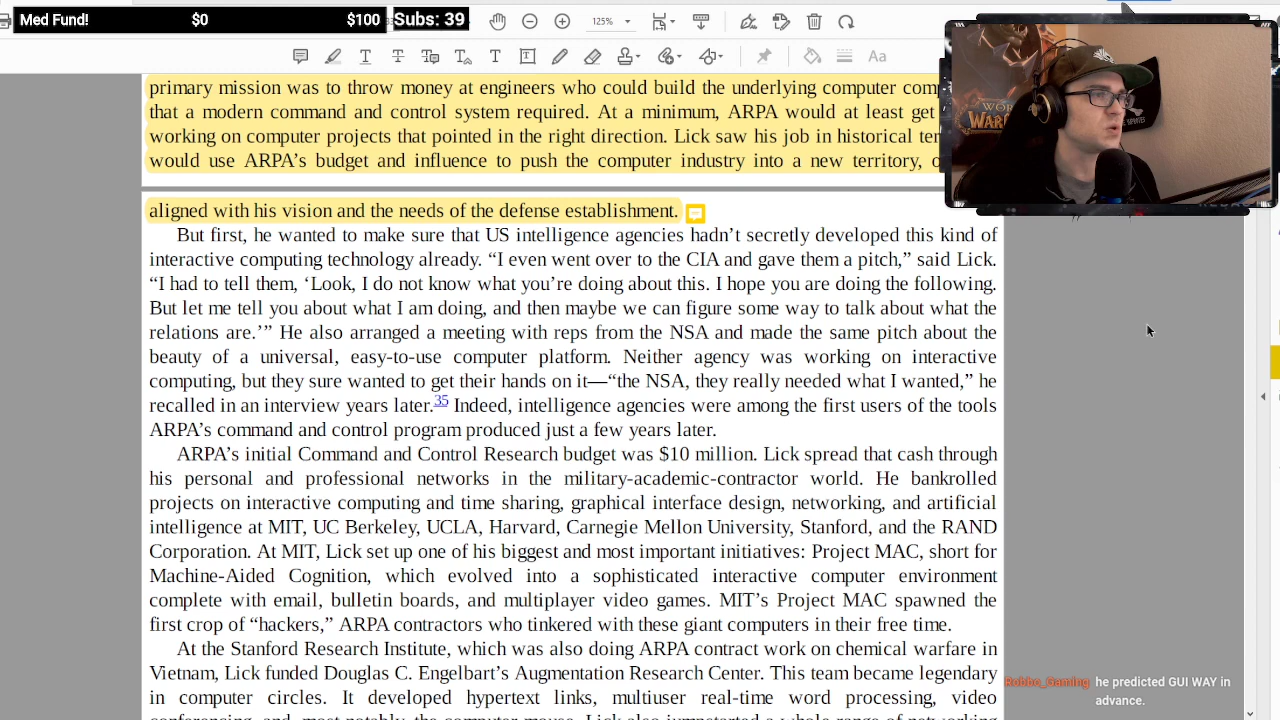 Med Fund! $0 $100 Subs: 39
125%
Aa
primary mission was to throw money at engineers who could build the underlying computer
that a modern command and control system required. At a minimum, ARPA would at least get
working on computer projects that pointed in the right direction. Lick saw his job in historical
would use ARPA’s budget and influence to push the computer industry into a new territory,
aligned with his vision and the needs of the defense establishment.
But first, he wanted to make sure that US intelligence agencies hadn’t secretly developed this kind of
interactive computing technology already. “I even went over to the CIA and gave them a pitch,” said Lick.
“I had to tell them, ‘Look, I do not know what you’re doing about this. I hope you are doing the following.
But let me tell you about what I am doing, and then maybe we can figure some way to talk about what the
relations are.’” He also arranged a meeting with reps from the NSA and made the same pitch about the
beauty of a universal, easy-to-use computer platform. Neither agency was working on interactive
computing, but they sure wanted to get their hands on it—“the NSA, they really needed what I wanted,” he
recalled in an interview years later.35 Indeed, intelligence agencies were among the first users of the tools
ARPA’s command and control program produced just a few years later.
ARPA’s initial Command and Control Research budget was $10 million. Lick spread that cash through
his personal and professional networks in the military-academic-contractor world. He bankrolled
projects on interactive computing and time sharing, graphical interface design, networking, and artificial
intelligence at MIT, UC Berkeley, UCLA, Harvard, Carnegie Mellon University, Stanford, and the RAND
Corporation. At MIT, Lick set up one of his biggest and most important initiatives: Project MAC, short for
Machine-Aided Cognition, which evolved into a sophisticated interactive computer environment
complete with email, bulletin boards, and multiplayer video games. MIT’s Project MAC spawned the
first crop of “hackers,” ARPA contractors who tinkered with these giant computers in their free time.
At the Stanford Research Institute, which was also doing ARPA contract work on chemical warfare in
Vietnam, Lick funded Douglas C. Engelbart’s Augmentation Research Center. This team became legendary
in computer circles. It developed hypertext links, multiuser real-time word processing, video
conferencing, and, most notably, the computer mouse. Lick also jumpstarted a whole range of networking
Robbo_Gaming he predicted GUI WAY in
advance.